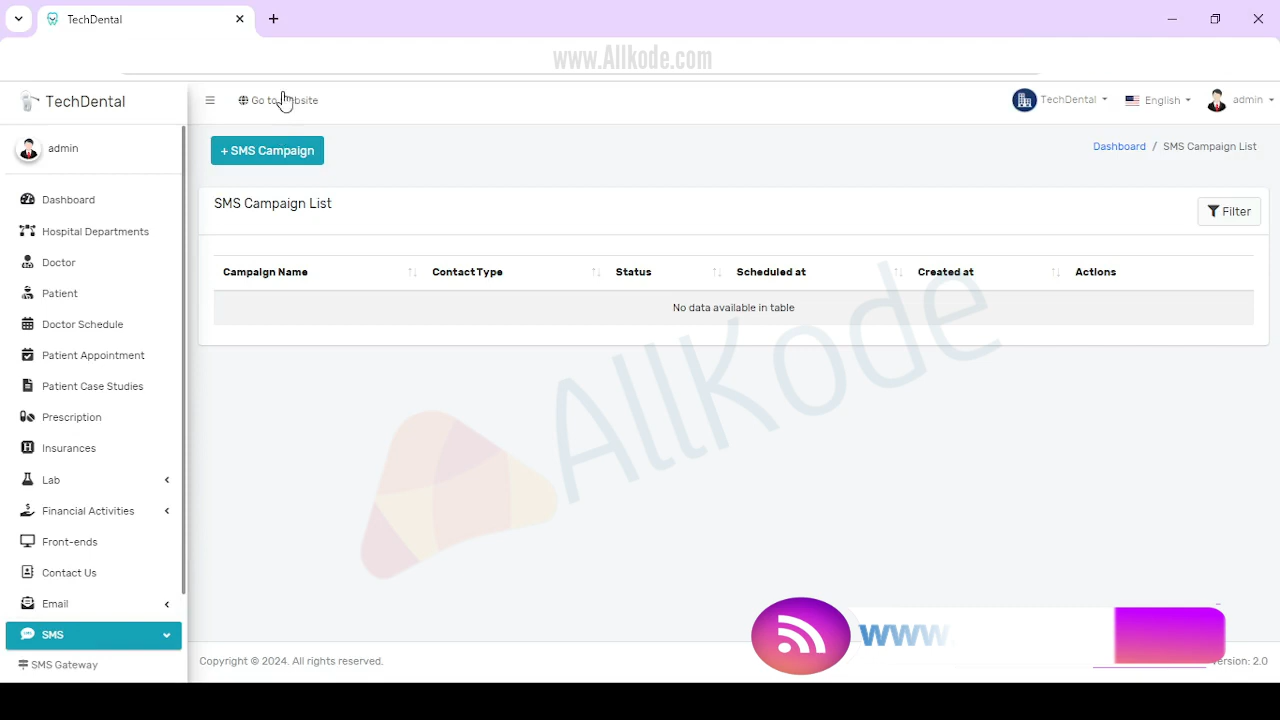 TechDental
www.Allkode.com
TechDental
Go to website
TechDental
English
admin
admin
+ SMS Campaign
Dashboard / SMS Campaign List
SMS Campaign List
Filter
Campaign Name
Contact Type
Status
Scheduled at
Created at
Actions
No data available in table
Dashboard
Hospital Departments
Doctor
Patient
Doctor Schedule
Patient Appointment
Patient Case Studies
Prescription
Insurances
Lab
Financial Activities
Front-ends
Contact Us
Email
SMS
SMS Gateway
AllKode
www.
Copyright © 2024. All rights reserved.
Version: 2.0